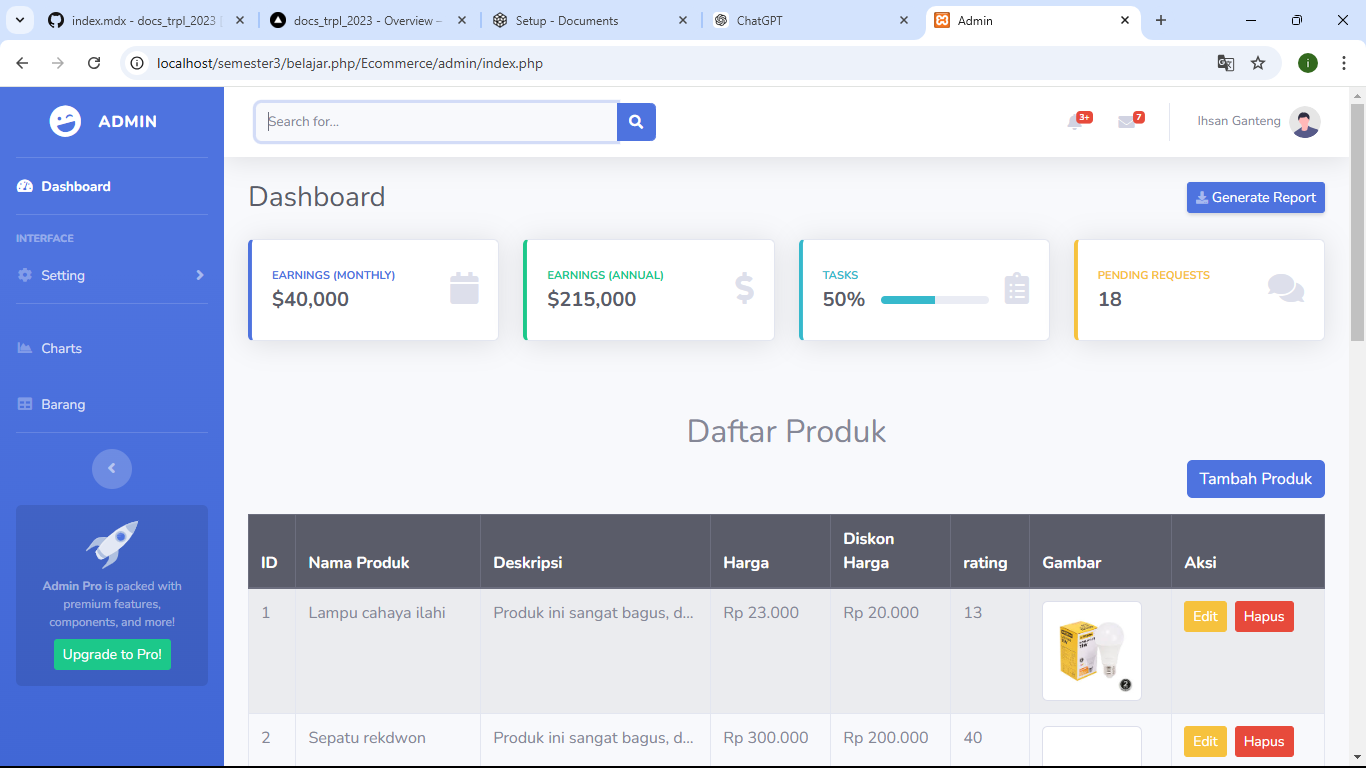 index.mdx - docs_trpl_2023
docs_trpl_2023 - Overview –
Setup - Documents
ChatGPT
Admin
localhost/semester3/belajar.php/Ecommerce/admin/index.php
i
ADMIN
Search for...
3+
7
Ihsan Ganteng
Dashboard
INTERFACE
Setting
Charts
Barang
Admin Pro is packed with
premium features,
components, and more!
Upgrade to Pro!
Dashboard
Generate Report
EARNINGS (MONTHLY)
$40,000
EARNINGS (ANNUAL)
$215,000
TASKS
50%
PENDING REQUESTS
18
Daftar Produk
Tambah Produk
ID Nama Produk Deskripsi Harga Diskon Harga rating Gambar Aksi
1 Lampu cahaya ilahi Produk ini sangat bagus, d... Rp 23.000 Rp 20.000 13 Edit Hapus
2 Sepatu rekdwon Produk ini sangat bagus, d... Rp 300.000 Rp 200.000 40 Edit Hapus